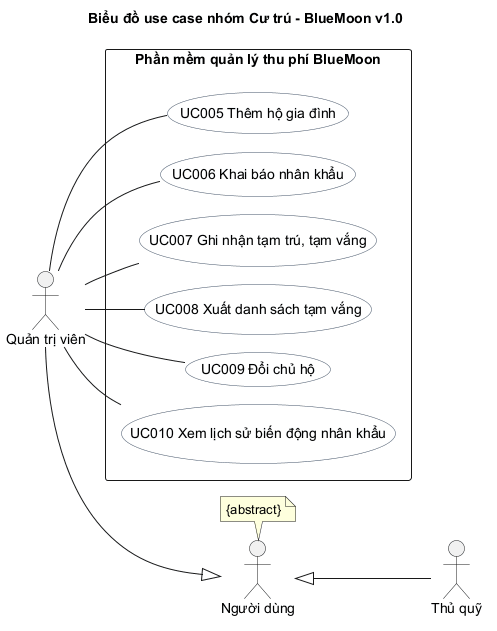 Biểu đồ use case nhóm Cư trú - BlueMoon v1.0
Phần mềm quản lý thu phí BlueMoon
UC005 Thêm hộ gia đình
UC006 Khai báo nhân khẩu
UC007 Ghi nhận tạm trú, tạm vắng
UC008 Xuất danh sách tạm vắng
Quản trị viên
UC009 Đổi chủ hộ
UC010 Xem lịch sử biến động nhân khẩu
{abstract}
Người dùng
Thủ quỹ